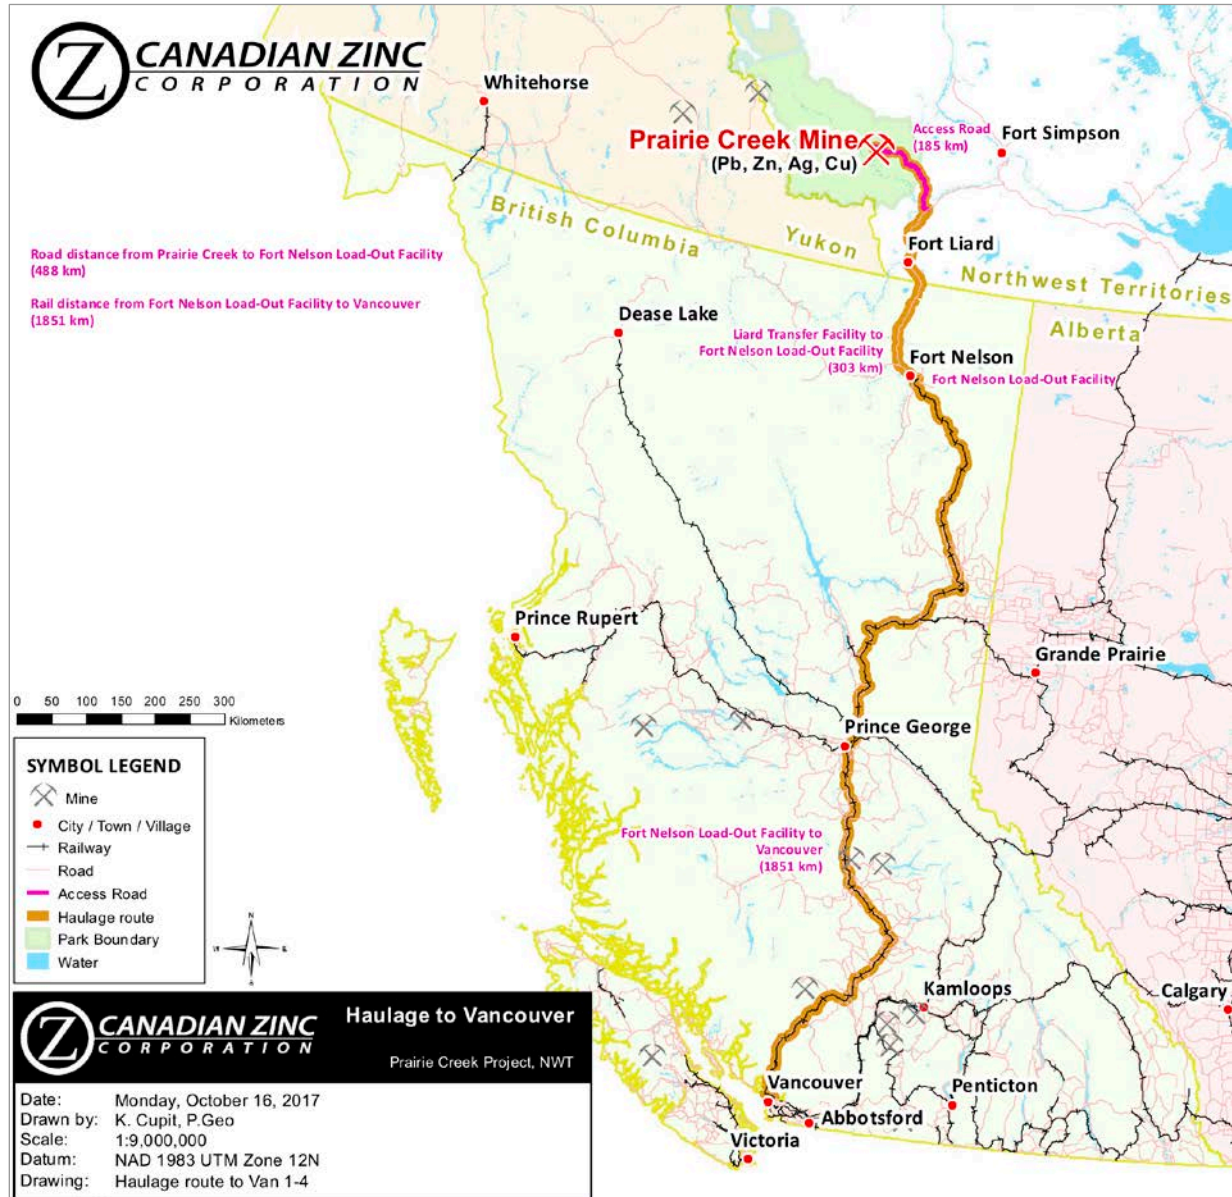 Z CANADIAN ZINC
CORPORATION
Whitehorse
Prairie Creek Mine
(Pb, Zn, Ag, Cu)
Access Road
(185 km)
Fort Simpson
British Columbia
Yukon
Fort Liard
Northwest Territories
Road distance from Prairie Creek to Fort Nelson Load-Out Facility
(488 km)
Rail distance from Fort Nelson Load-Out Facility to Vancouver
(1851 km)
Dease Lake
Liard Transfer Facility to
Fort Nelson Load-Out Facility
(303 km)
Alberta
Fort Nelson
Fort Nelson Load-Out Facility
Prince Rupert
Grande Prairie
0 50 100 150 200 250 300
Kilometers
Prince George
SYMBOL LEGEND
Mine
City / Town / Village
Railway
Road
Access Road
Haulage route
Park Boundary
Water
N
W E
S
Fort Nelson Load-Out Facility to
Vancouver
(1851 km)
Kamloops
Calgary
Vancouver
Penticton
Abbotsford
Victoria
Z CANADIAN ZINC
CORPORATION
Haulage to Vancouver
Prairie Creek Project, NWT
Date: Monday, October 16, 2017
Drawn by: K. Cupit, P.Geo
Scale: 1:9,000,000
Datum: NAD 1983 UTM Zone 12N
Drawing: Haulage route to Van 1-4